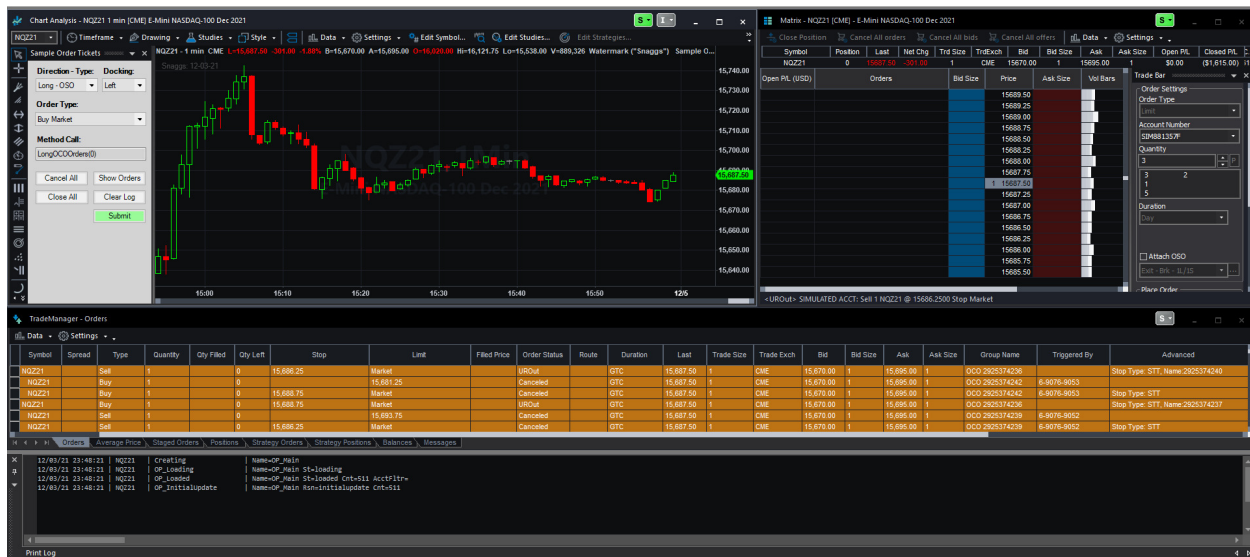 Chart Analysis - NQZ21 1 min [CME] E-Mini NASDAQ-100 Dec 2021
NQZ21 Timeframe Drawing Studies Style Data Settings Edit Symbol... Edit Studies... Edit Strategies...
Sample Order Tickets
NQZ21 - 1 min CME L=15,687.50 -301.00 -1.88% B=15,670.00 A=15,695.00 O=16,020.00 Hi=16,121.75 Lo=15,538.00 V=889,326 Watermark ("Snaggs") Sample O...
Snaggs: 12-03-21
Direction - Type: Docking:
Long - OSO Left
Order Type:
Buy Market
Method Call:
LongOCOOrders(0)
Cancel All Show Orders
Close All Clear Log
Submit
NQZ21 1Min
15,740.00
15,730.00
15,720.00
15,710.00
15,700.00
15,687.50
15,680.00
15,670.00
15,660.00
15,650.00
15,640.00
15:00 15:10 15:20 15:30 15:40 15:50 12/5
Matrix - NQZ21 [CME] E-Mini NASDAQ-100 Dec 2021
Close Position Cancel All orders Cancel All bids Cancel All offers Data Settings
Symbol Position Last Net Chg Trd Size TrdExch Bid Bid Size Ask Ask Size Open P/L Closed P/L
NQZ21 0 15687.50 -301.00 1 CME 15670.00 1 15695.00 1 $0.00 ($1,615.00)
Open P/L (USD) Orders Bid Size Price Ask Size Vol Bars
15689.50
15689.25
15689.00
15688.75
15688.50
15688.25
15688.00
15687.75
1 15687.50
15687.25
15687.00
15686.75
15686.50
15686.25
15686.00
15685.75
15685.50
Trade Bar
Order Settings
Order Type
Limit
Account Number
SIM881357F
Quantity
3
3 2
1
5
Duration
Day
Attach OSO
Exit - Brk - 1L/1S
Place Order
<UROut> SIMULATED ACCT: Sell 1 NQZ21 @ 15686.2500 Stop Market
TradeManager - Orders
Data Settings
Symbol Spread Type Quantity Qty Filled Qty Left Stop Limit Filled Price Order Status Route Duration Last Trade Size Trade Exch Bid Bid Size Ask Ask Size Group Name Triggered By Advanced
NQZ21 Sell 1 0 15,686.25 Market UROut GTC 15,687.50 1 CME 15,670.00 1 15,695.00 1 OCO 2925374236 Stop Type: STT, Name:2925374240
NQZ21 Buy 1 0 15,681.25 Canceled GTC 15,687.50 1 CME 15,670.00 1 15,695.00 1 OCO 2925374242 6-9076-9053
NQZ21 Buy 1 0 15,688.75 Market Canceled GTC 15,687.50 1 CME 15,670.00 1 15,695.00 1 OCO 2925374242 6-9076-9053 Stop Type: STT
NQZ21 Buy 1 0 15,688.75 Market UROut GTC 15,687.50 1 CME 15,670.00 1 15,695.00 1 OCO 2925374236 Stop Type: STT, Name:2925374237
NQZ21 Sell 1 0 15,693.75 Canceled GTC 15,687.50 1 CME 15,670.00 1 15,695.00 1 OCO 2925374239 6-9076-9052
NQZ21 Sell 1 0 15,686.25 Market Canceled GTC 15,687.50 1 CME 15,670.00 1 15,695.00 1 OCO 2925374239 6-9076-9052 Stop Type: STT
Orders Average Price Staged Orders Positions Strategy Orders Strategy Positions Balances Messages
12/03/21 23:48:21 | NQZ21 | Creating | Name=OP_Main
12/03/21 23:48:21 | NQZ21 | OP_Loading | Name=OP_Main St=loading
12/03/21 23:48:21 | NQZ21 | OP_Loaded | Name=OP_Main St=loaded Cnt=511 AcctFltr=
12/03/21 23:48:21 | NQZ21 | OP_InitialUpdate | Name=OP_Main Rsn=initialupdate Cnt=511
Print Log